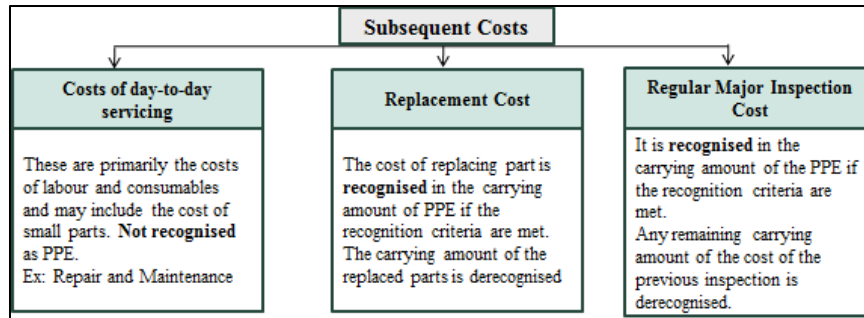 Subsequent Costs
Costs of day-to-day
servicing
These are primarily the costs
of labour and consumables
and may include the cost of
small parts. Not recognised
as PPE.
Ex: Repair and Maintenance
Replacement Cost
The cost of replacing part is
recognised in the carrying
amount of PPE if the
recognition criteria are met.
The carrying amount of the
replaced parts is derecognised
Regular Major Inspection
Cost
It is recognised in the
carrying amount of the PPE if
the recognition criteria are
met.
Any remaining carrying
amount of the cost of the
previous inspection is
derecognised.